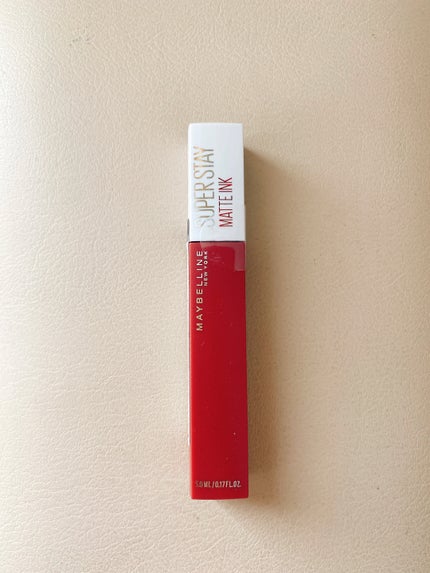 SUPER STAY
MATTE INK
MAYBELLINE
NEW YORK
5.0 ML/0.17 FL.OZ.